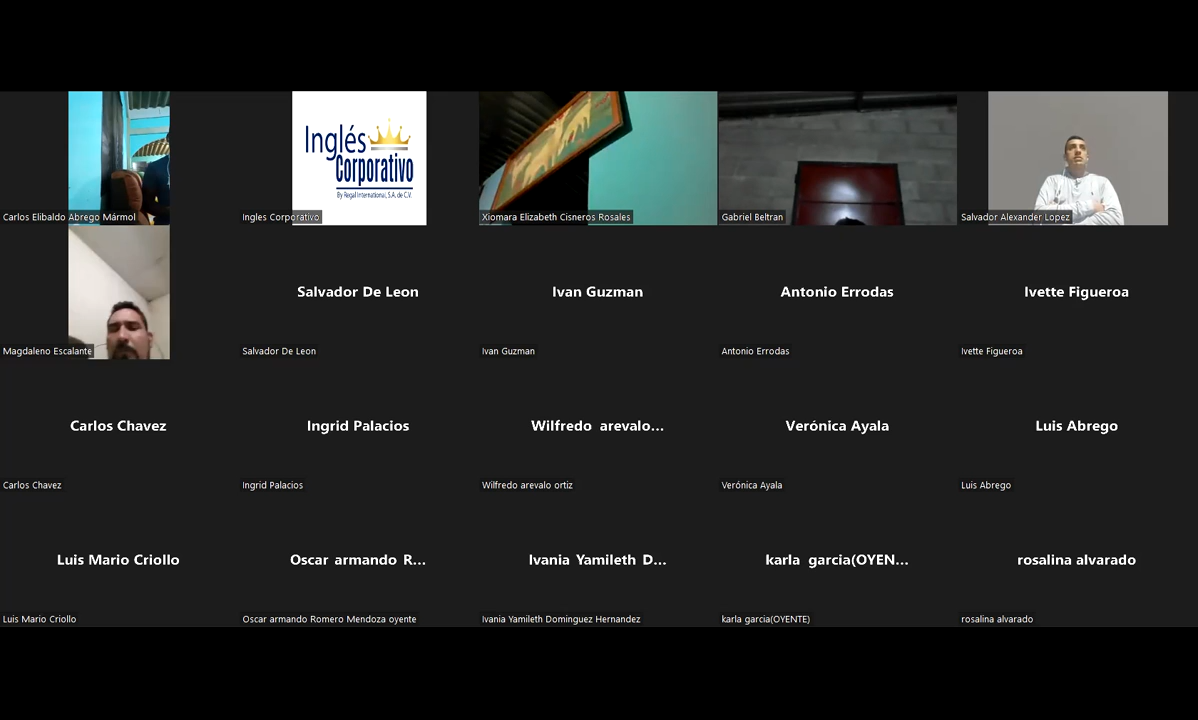 Inglés
Corporativo
By Regal International, S.A. de C.V.
Carlos Elibaldo Abrego Mármol
Ingles Corporativo
Xiomara Elizabeth Cisneros Rosales
Gabriel Beltran
Salvador Alexander Lopez
Salvador De Leon
Ivan Guzman
Antonio Errodas
Ivette Figueroa
Magdaleno Escalante
Salvador De Leon
Ivan Guzman
Antonio Errodas
Ivette Figueroa
Carlos Chavez
Ingrid Palacios
Wilfredo arevalo...
Verónica Ayala
Luis Abrego
Carlos Chavez
Ingrid Palacios
Wilfredo arevalo ortiz
Verónica Ayala
Luis Abrego
Luis Mario Criollo
Oscar armando R...
Ivania Yamileth D...
karla garcia(OYEN...
rosalina alvarado
Luis Mario Criollo
Oscar armando Romero Mendoza oyente
Ivania Yamileth Dominguez Hernandez
karla garcia(OYENTE)
rosalina alvarado